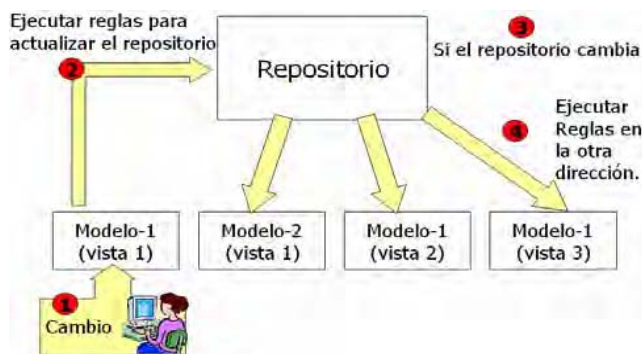 Ejecutar reglas para
actualizar el repositorio
2
Repositorio
3
Si el repositorio cambia
4
Ejecutar
Reglas en
la otra
dirección.
Modelo-1
(vista 1)
Modelo-2
(vista 1)
Modelo-1
(vista 2)
Modelo-1
(vista 3)
1
Cambio